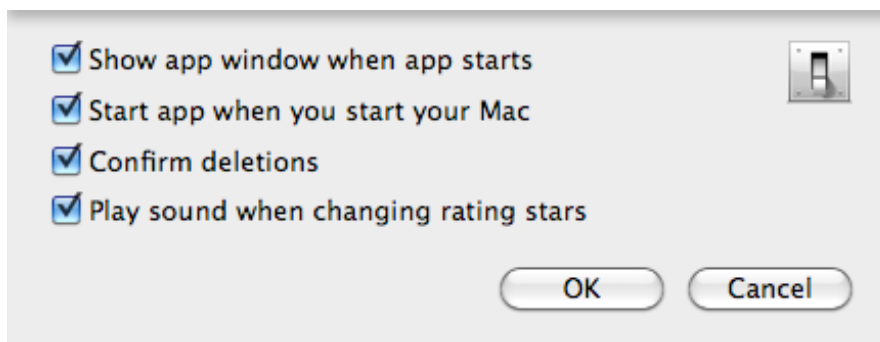 Show app window when app starts
Start app when you start your Mac
Confirm deletions
Play sound when changing rating stars
OK Cancel